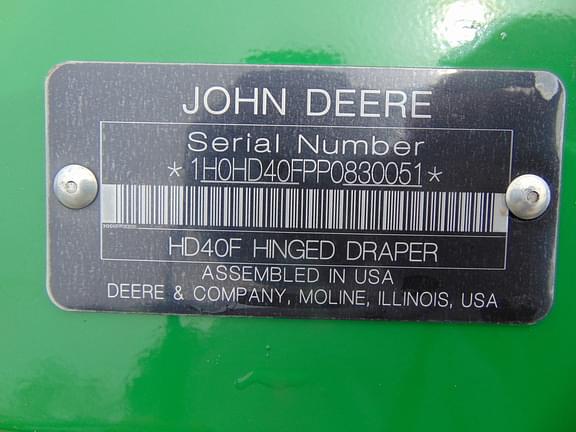 JOHN DEERE
Serial Number
*1H0HD40FPP0830051*
HD40F HINGED DRAPER
ASSEMBLED IN USA
DEERE & COMPANY, MOLINE, ILLINOIS, USA